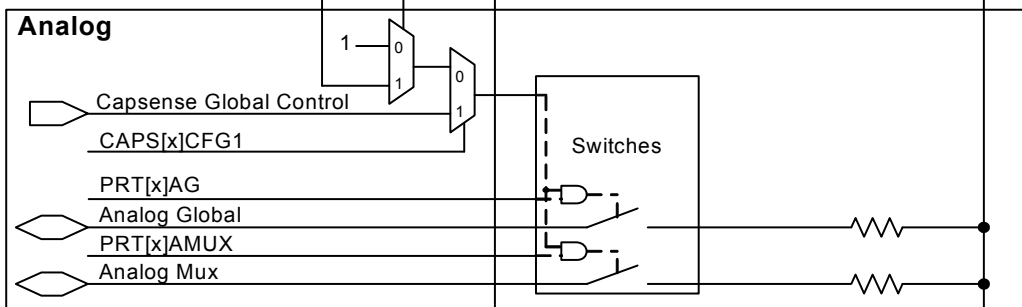 Analog
1
0
1
0
1
Capsense Global Control
CAPS[x]CFG1
Switches
PRT[x]AG
Analog Global
PRT[x]AMUX
Analog Mux